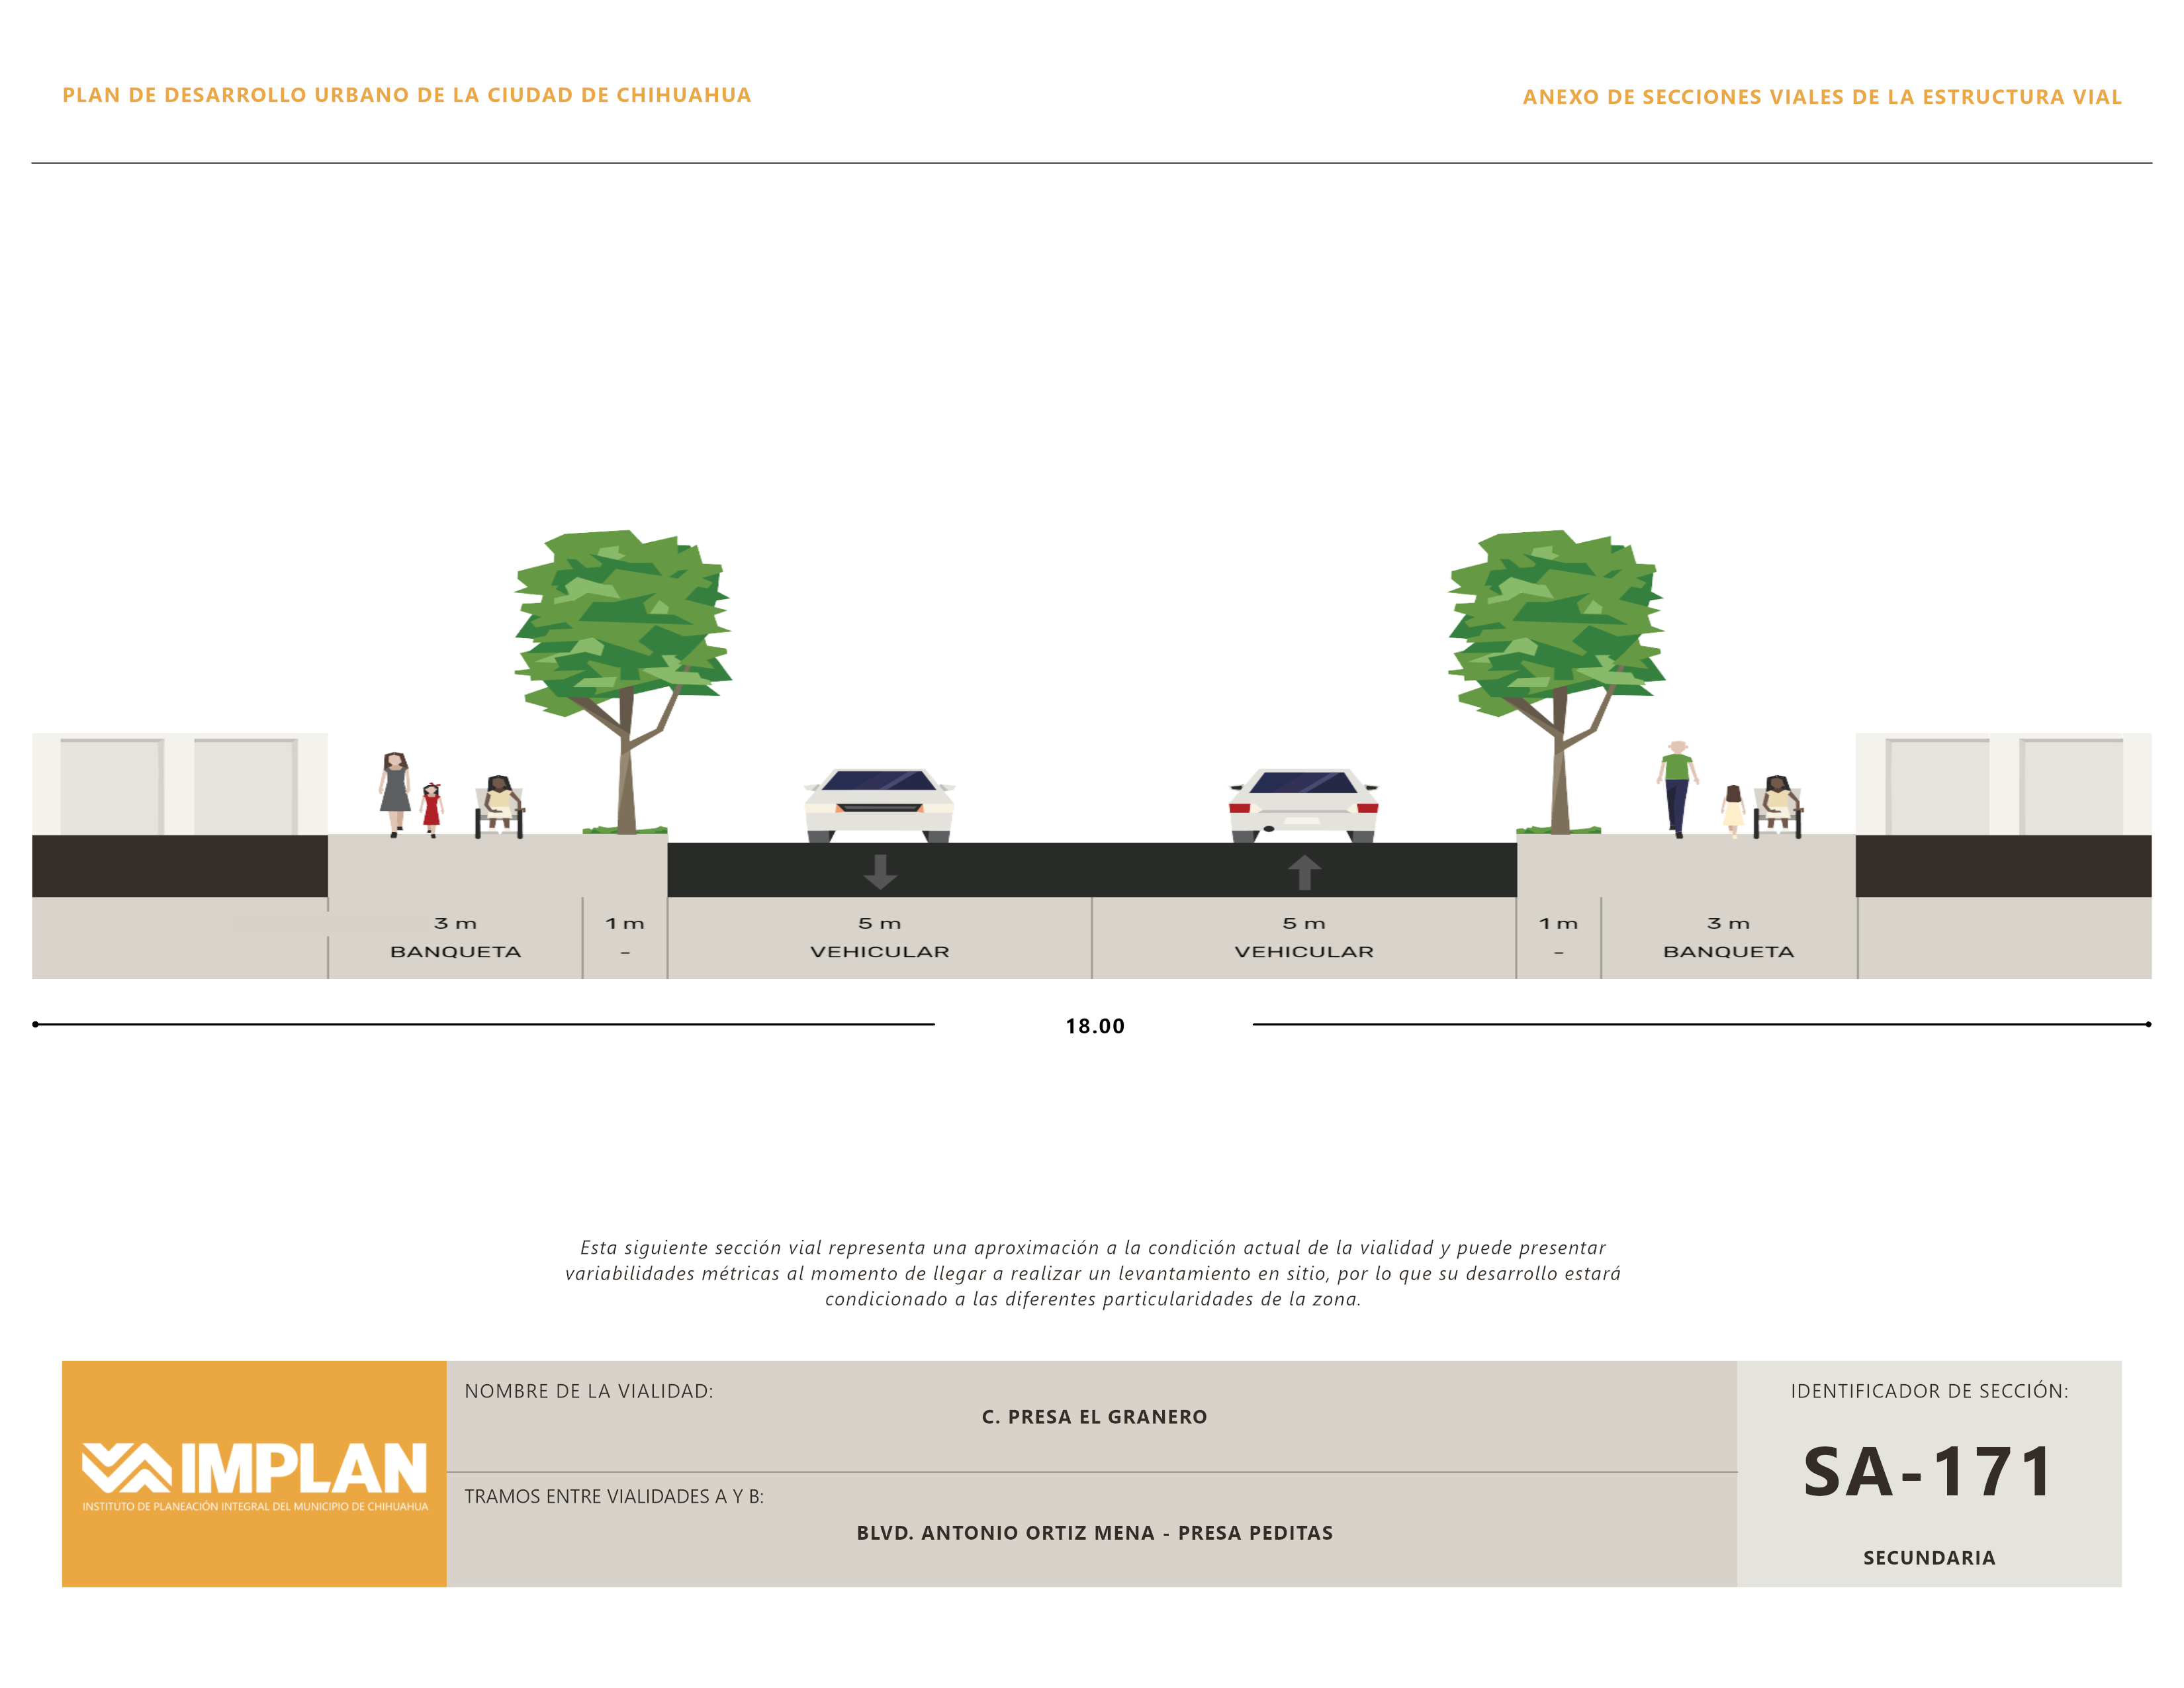 PLAN DE DESARROLLO URBANO DE LA CIUDAD DE CHIHUAHUA
ANEXO DE SECCIONES VIALES DE LA ESTRUCTURA VIAL
3 m
BANQUETA
1 m
-
5 m
VEHICULAR
5 m
VEHICULAR
1 m
-
3 m
BANQUETA
18.00
Esta siguiente sección vial representa una aproximación a la condición actual de la vialidad y puede presentar
variabilidades métricas al momento de llegar a realizar un levantamiento en sitio, por lo que su desarrollo estará
condicionado a las diferentes particularidades de la zona.
IMPLAN
INSTITUTO DE PLANEACIÓN INTEGRAL DEL MUNICIPIO DE CHIHUAHUA
NOMBRE DE LA VIALIDAD:
C. PRESA EL GRANERO
TRAMOS ENTRE VIALIDADES A Y B:
BLVD. ANTONIO ORTIZ MENA - PRESA PEDITAS
IDENTIFICADOR DE SECCIÓN:
SA-171
SECUNDARIA